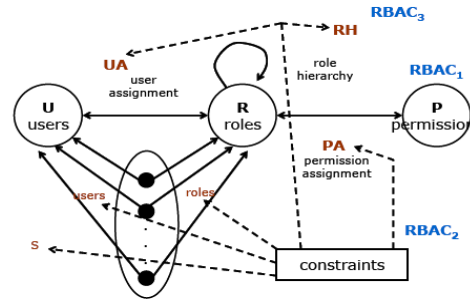 RBAC3
RH
UA
user
assignment
role
hierarchy
RBAC1
U
users
R
roles
P
permission
PA
permission
assignment
users
roles
RBAC2
S
constraints